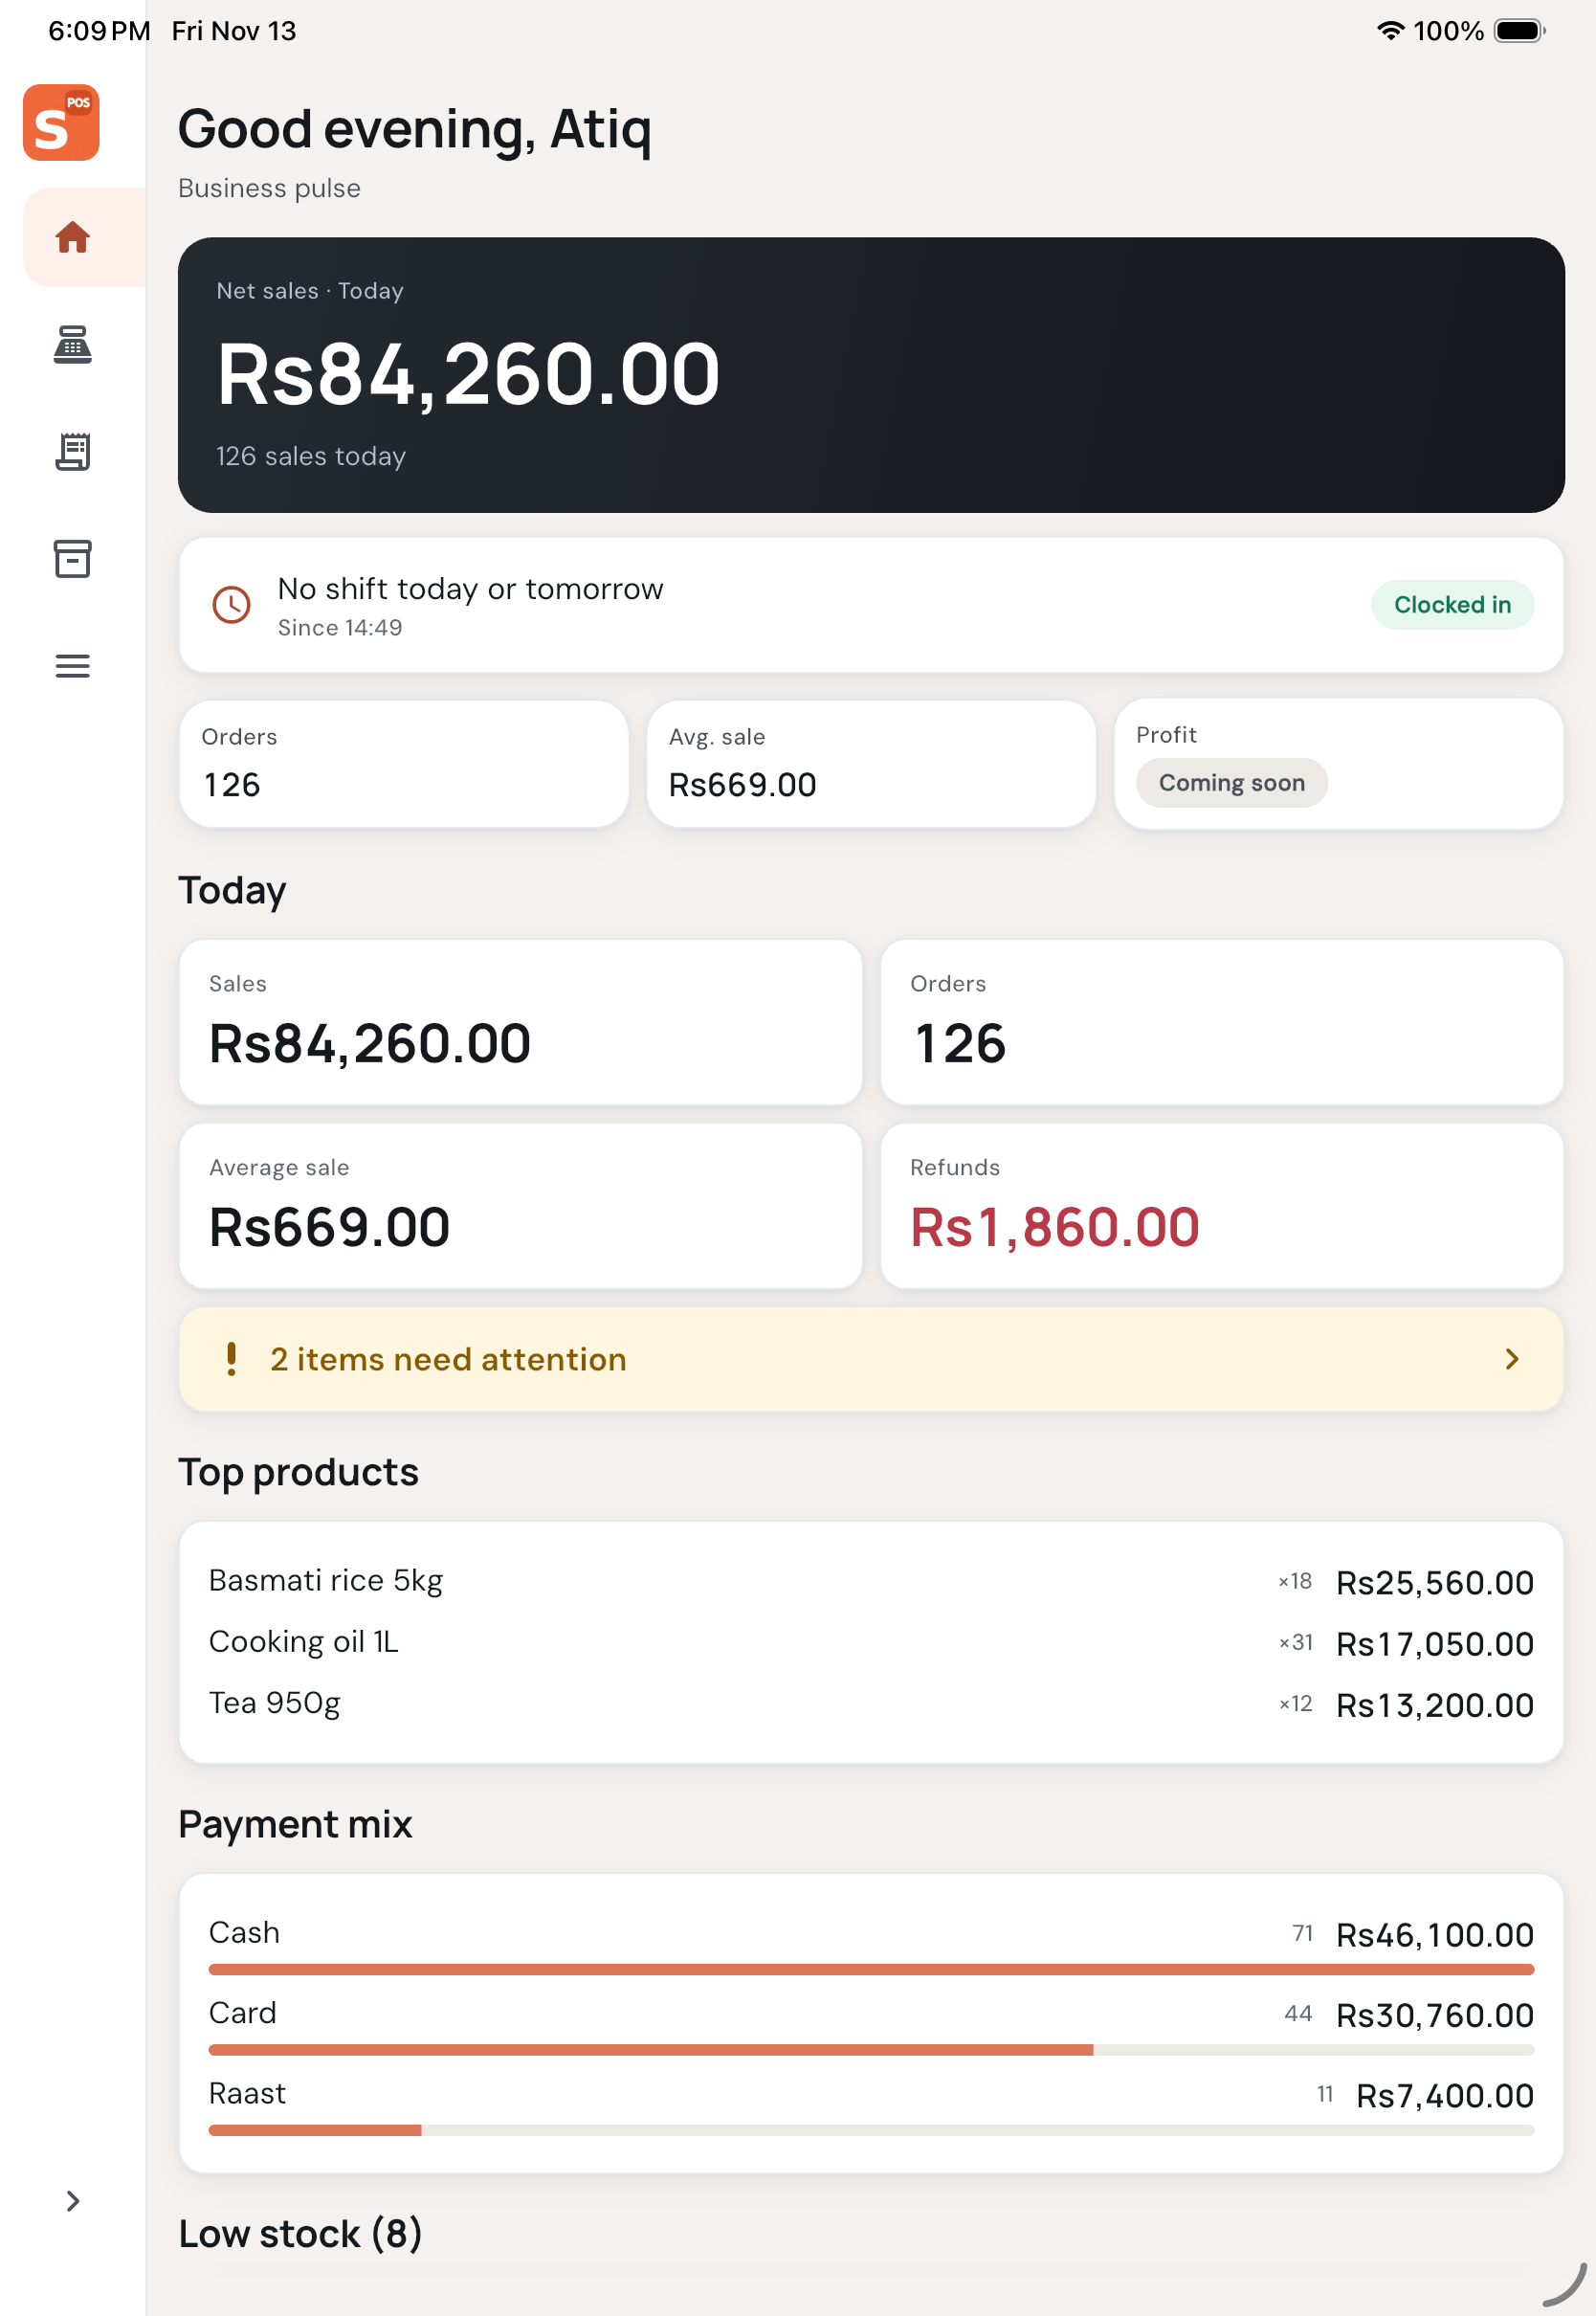 6:09 PM Fri Nov 13
100%
S POS
Good evening, Atiq
Business pulse
Net sales · Today
Rs84,260.00
126 sales today
No shift today or tomorrow
Since 14:49
Clocked in
Orders
126
Avg. sale
Rs669.00
Profit
Coming soon
Today
Sales
Rs84,260.00
Orders
126
Average sale
Rs669.00
Refunds
Rs1,860.00
2 items need attention
Top products
Basmati rice 5kg ×18 Rs25,560.00
Cooking oil 1L ×31 Rs17,050.00
Tea 950g ×12 Rs13,200.00
Payment mix
Cash 71 Rs46,100.00
Card 44 Rs30,760.00
Raast 11 Rs7,400.00
Low stock (8)